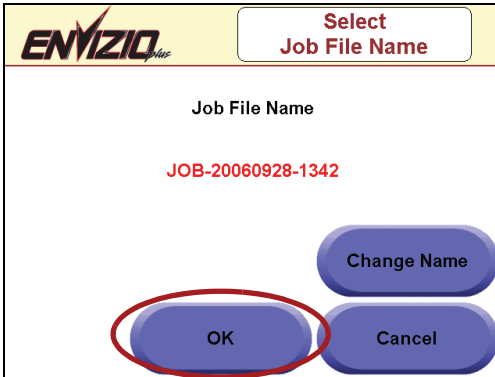 ENVIZIO plus
Select
Job File Name
Job File Name
JOB-20060928-1342
Change Name
OK
Cancel